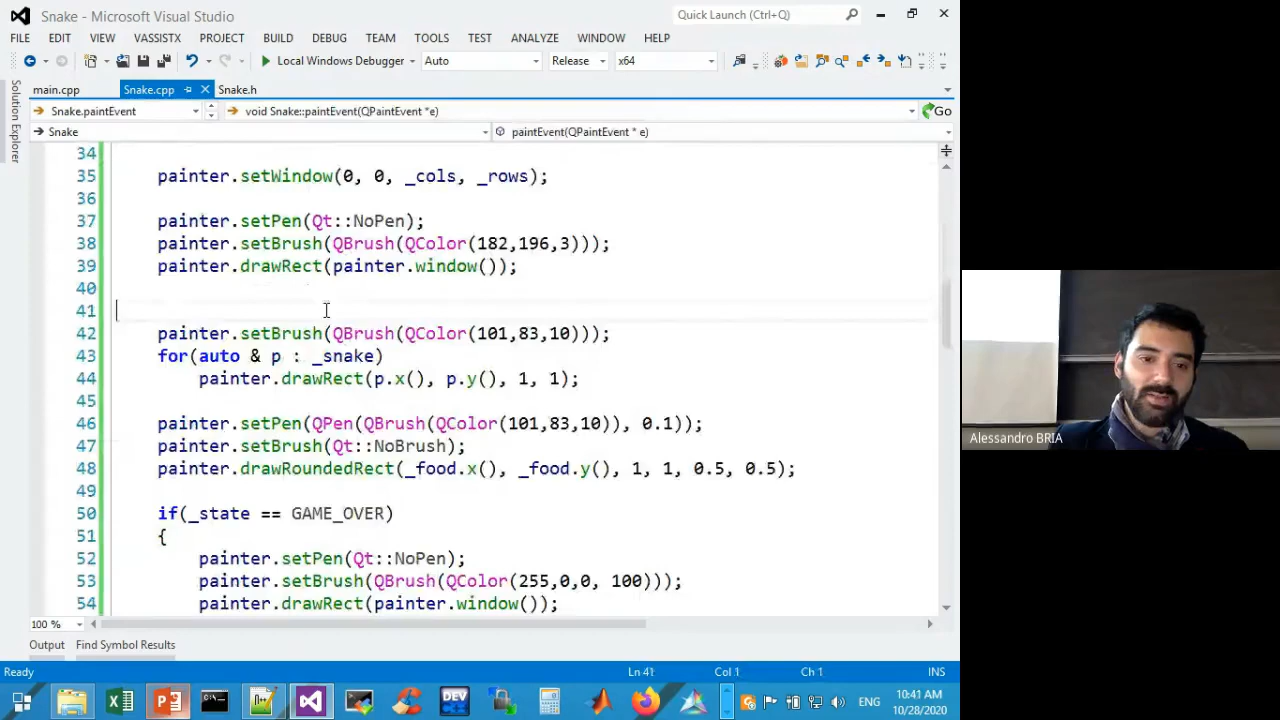 Snake - Microsoft Visual Studio
Quick Launch (Ctrl+Q)
FILE EDIT VIEW VASSISTX PROJECT BUILD DEBUG TEAM TOOLS TEST ANALYZE WINDOW HELP
Local Windows Debugger Auto Release x64
Solution Explorer
main.cpp Snake.cpp Snake.h
Snake.paintEvent void Snake::paintEvent(QPaintEvent *e) Go
Snake paintEvent(QPaintEvent * e)
34
35 painter.setWindow(0, 0, _cols, _rows);
36
37 painter.setPen(Qt::NoPen);
38 painter.setBrush(QBrush(QColor(182,196,3)));
39 painter.drawRect(painter.window());
40
41
42 painter.setBrush(QBrush(QColor(101,83,10)));
43 for(auto & p : _snake)
44 painter.drawRect(p.x(), p.y(), 1, 1);
45
46 painter.setPen(QPen(QBrush(QColor(101,83,10)), 0.1));
47 painter.setBrush(Qt::NoBrush);
48 painter.drawRoundedRect(_food.x(), _food.y(), 1, 1, 0.5, 0.5);
49
50 if(_state == GAME_OVER)
51 {
52 painter.setPen(Qt::NoPen);
53 painter.setBrush(QBrush(QColor(255,0,0, 100)));
54 painter.drawRect(painter.window());
100 %
Output Find Symbol Results
Ready Ln 41 Col 1 Ch 1 INS
DEV
ENG
10:41 AM
10/28/2020
Alessandro BRIA